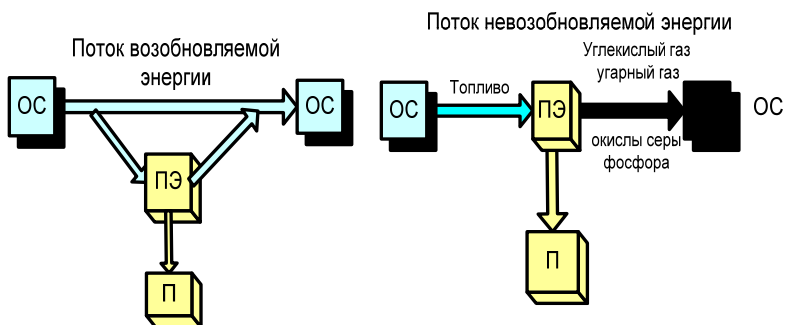 Поток возобновляемой
энергии
ОС
ОС
ПЭ
П
Поток невозобновляемой энергии
Углекислый газ
угарный газ
Топливо
ОС
ПЭ
ОС
окислы серы
фосфора
П